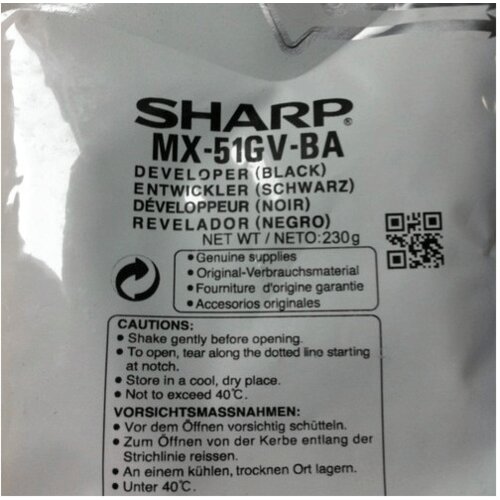 SHARP®
MX-51GV-BA
DEVELOPER (BLACK)
ENTWICKLER (SCHWARZ)
DÉVELOPPEUR (NOIR)
REVELADOR (NEGRO)
NET WT / NETO: 230g
• Genuine supplies
• Original-Verbrauchsmaterial
• Fourniture d'origine garantie
• Accesorios originales
CAUTIONS:
• Shake gently before opening.
• To open, tear along the dotted line starting
at notch.
• Store in a cool, dry place.
• Not to exceed 40℃.
VORSICHTSMASSNAHMEN:
• Vor dem Öffnen vorsichtig schütteln.
• Zum Öffnen von der Kerbe entlang der
Strichlinie reissen.
• An einem kühlen, trocknen Ort lagern.
• Unter 40℃.